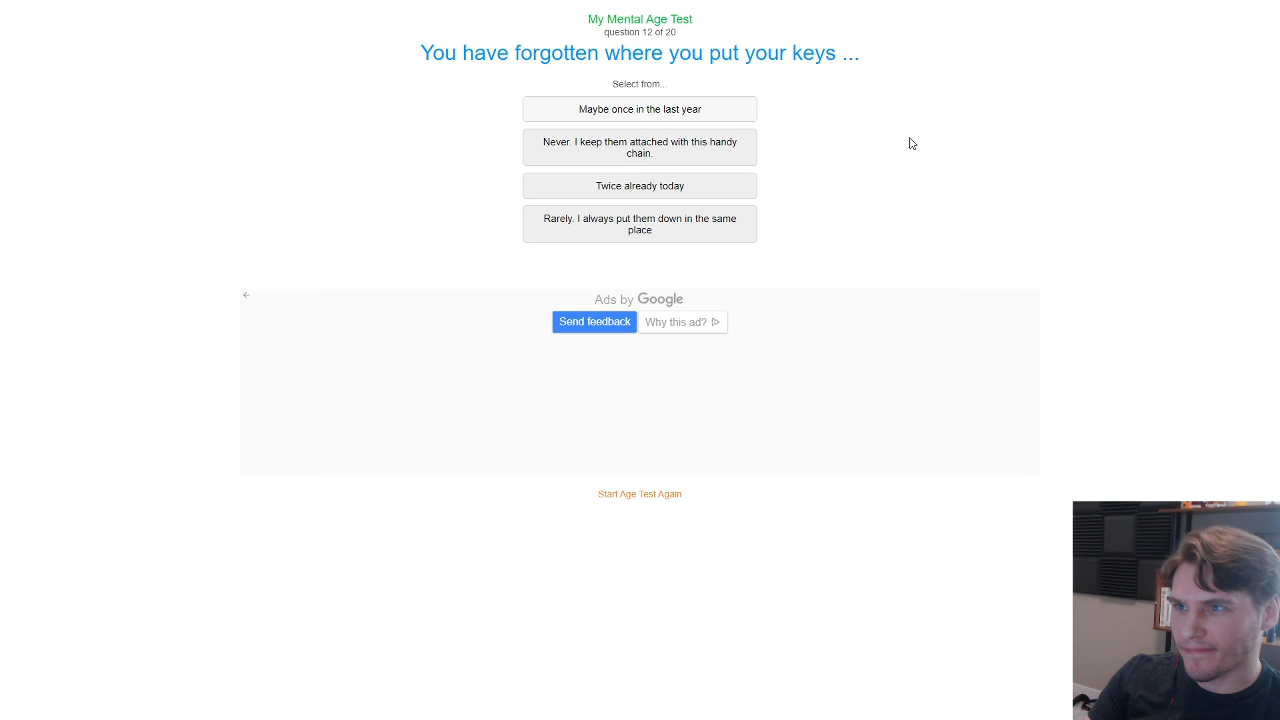 My Mental Age Test
question 12 of 20
You have forgotten where you put your keys ...
Select from...
Maybe once in the last year
Never. I keep them attached with this handy
chain.
Twice already today
Rarely. I always put them down in the same
place
Ads by Google
Send feedback
Why this ad?
Start Age Test Again